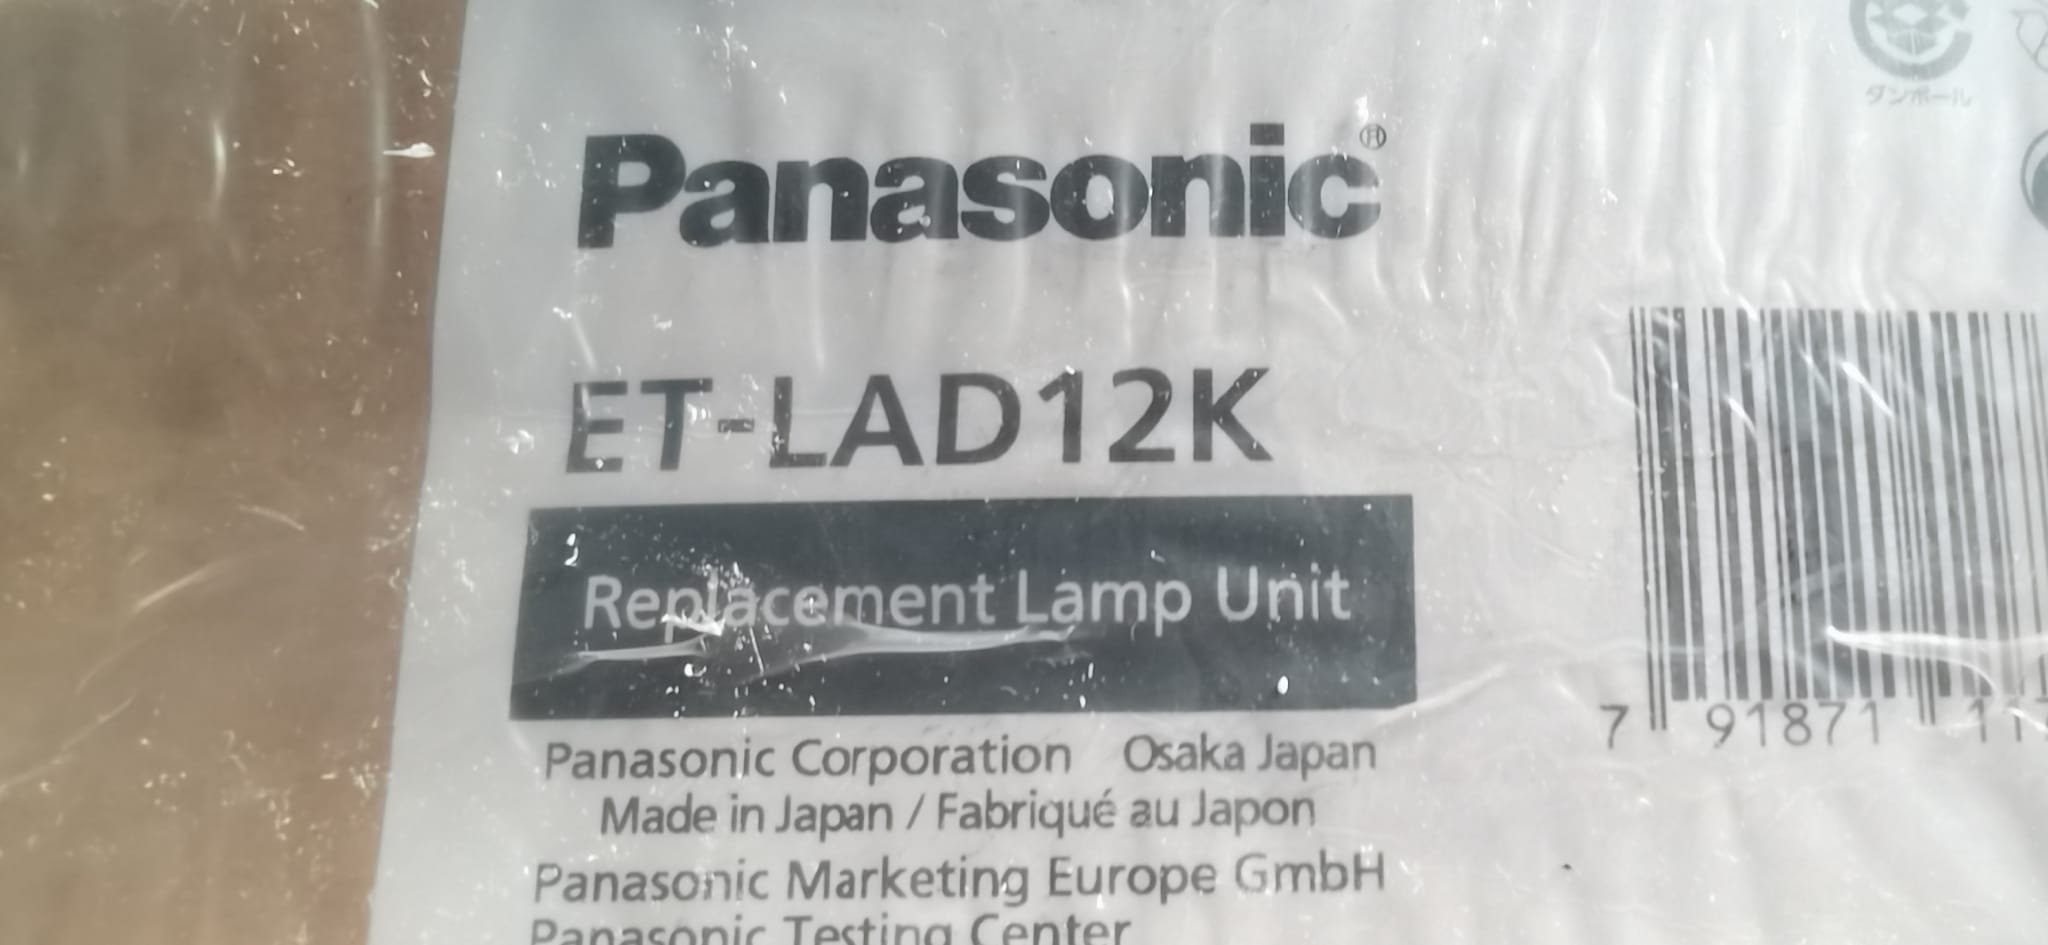 ダンボール
Panasonic®
ET-LAD12K
Replacement Lamp Unit
7 91871
Panasonic Corporation Osaka Japan
Made in Japan / Fabriqué au Japon
Panasonic Marketing Europe GmbH
Panasonic Testing Center